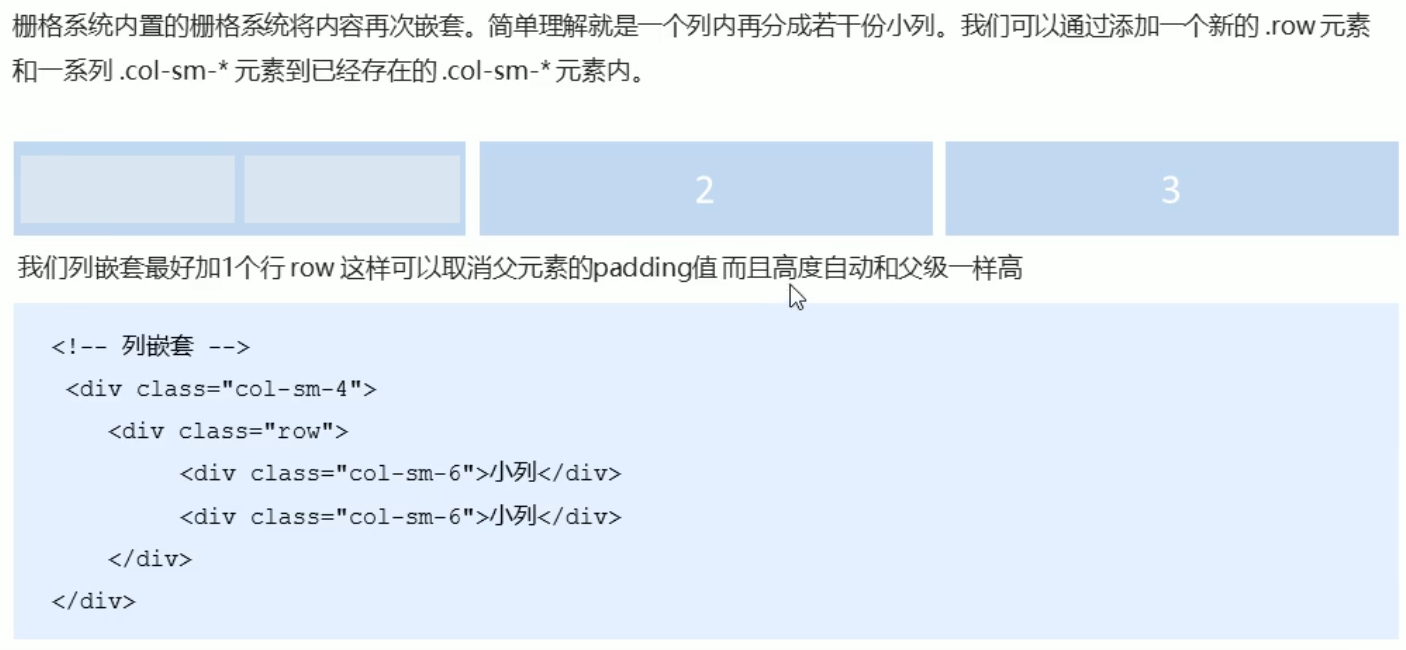 栅格系统内置的栅格系统将内容再次嵌套。简单理解就是一个列内再分成若干份小列。我们可以通过添加一个新的 .row 元素
和一系列 .col-sm-* 元素到已经存在的 .col-sm-* 元素内。
2
3
我们列嵌套最好加1个行 row 这样可以取消父元素的padding值 而且高度自动和父级一样高
<!-- 列嵌套 -->
<div class="col-sm-4">
<div class="row">
<div class="col-sm-6">小列</div>
<div class="col-sm-6">小列</div>
</div>
</div>